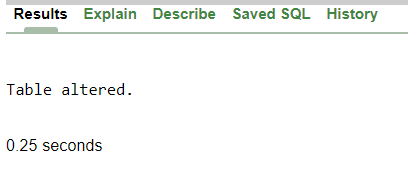 Results Explain Describe Saved SQL History
Table altered.
0.25 seconds